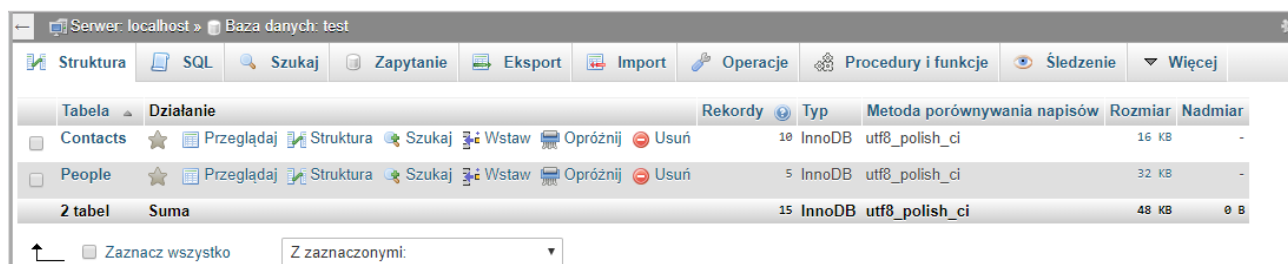 ← Serwer: localhost » Baza danych: test
Struktura SQL Szukaj Zapytanie Eksport Import Operacje Procedury i funkcje Śledzenie Więcej
Tabela Działanie Rekordy Typ Metoda porównywania napisów Rozmiar Nadmiar
Contacts Przeglądaj Struktura Szukaj Wstaw Opróżnij Usuń 10 InnoDB utf8_polish_ci 16 KB -
People Przeglądaj Struktura Szukaj Wstaw Opróżnij Usuń 5 InnoDB utf8_polish_ci 32 KB -
2 tabel Suma 15 InnoDB utf8_polish_ci 48 KB 0 B
Zaznacz wszystko Z zaznaczonymi: